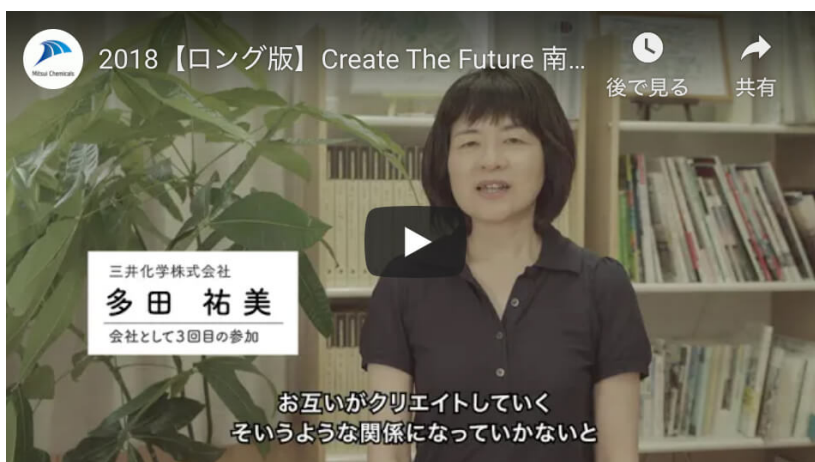 Mitsui Chemicals
2018【ロング版】Create The Future 南…
後で見る
共有
三井化学株式会社
多田 祐美
会社として3回目の参加
お互いがクリエイトしていく
そいうような関係になっていかないと